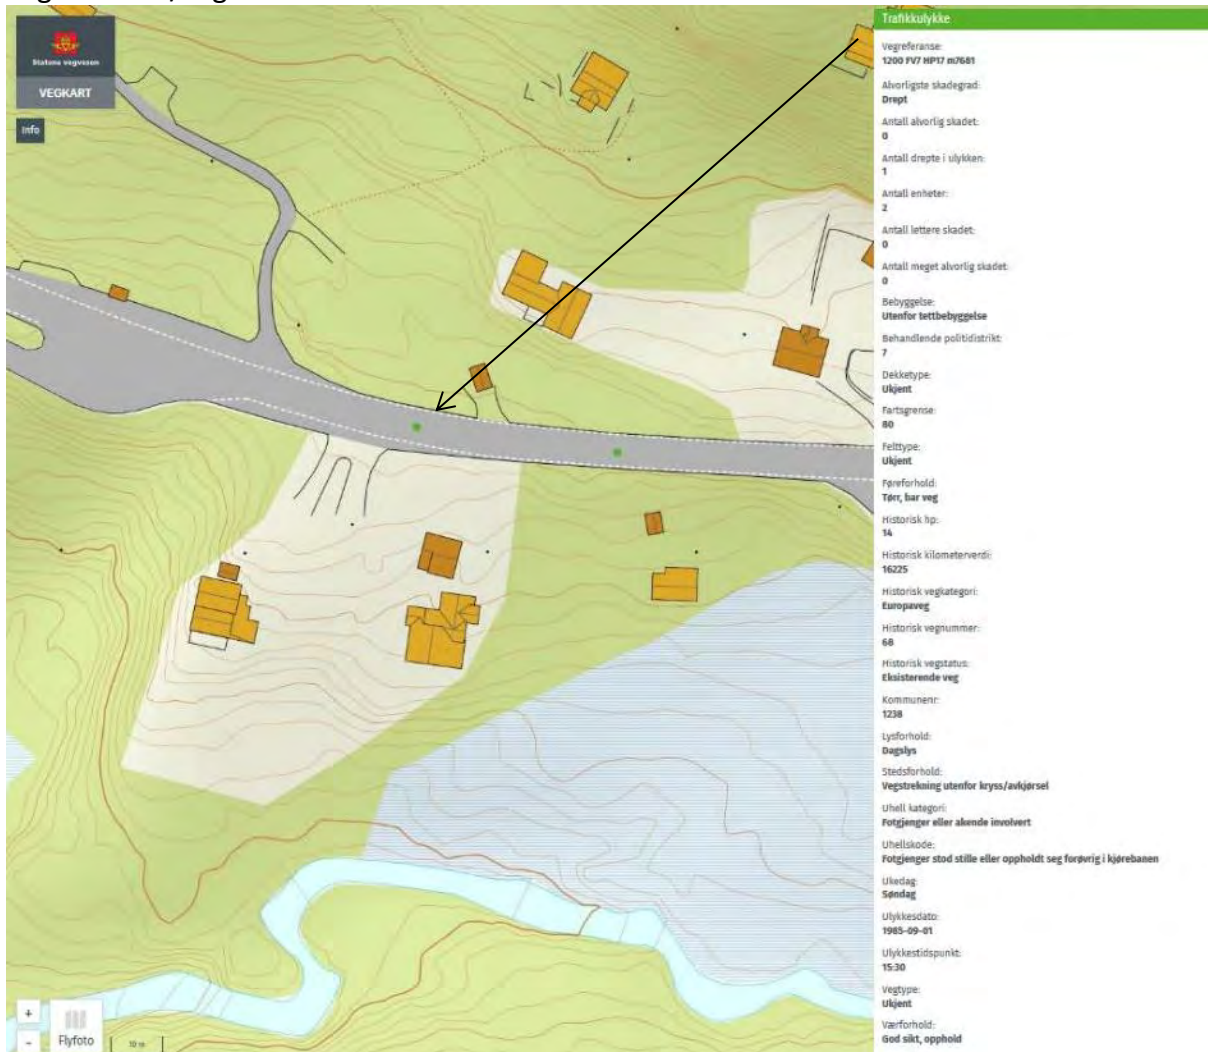 Statens vegvesen
VEGKART
Info
Trafikkulykke
Vegreferanse:
1200 FV7 HP17 m7681
Alvorligste skadegrad:
Drept
Antall alvorlig skadet:
0
Antall drepte i ulykken:
1
Antall enheter:
2
Antall lettere skadet:
0
Antall meget alvorlig skadet:
0
Bebyggelse:
Utenfor tettbebyggelse
Behandlende politidistrikt:
7
Dekketype:
Ukjent
Fartsgrense:
80
Felttype:
Ukjent
Føreforhold:
Tørr, bar veg
Historisk hp:
14
Historisk kilometerverdi:
16225
Historisk vegkategori:
Europaveg
Historisk vegnummer:
68
Historisk vegstatus:
Eksisterende veg
Kommunenr:
1238
Lysforhold:
Dagslys
Stedsforhold:
Vegstrekning utenfor kryss/avkjørsel
Uhell kategori:
Fotgjenger eller akende involvert
Uhellskode:
Fotgjenger stod stille eller oppholdt seg forøvrig i kjørebanen
Ukedag:
Søndag
Ulykkesdato:
1985-09-01
Ulykkestidspunkt:
15:30
Vegtype:
Ukjent
Værforhold:
God sikt, opphold
+
-
Flyfoto
10 m